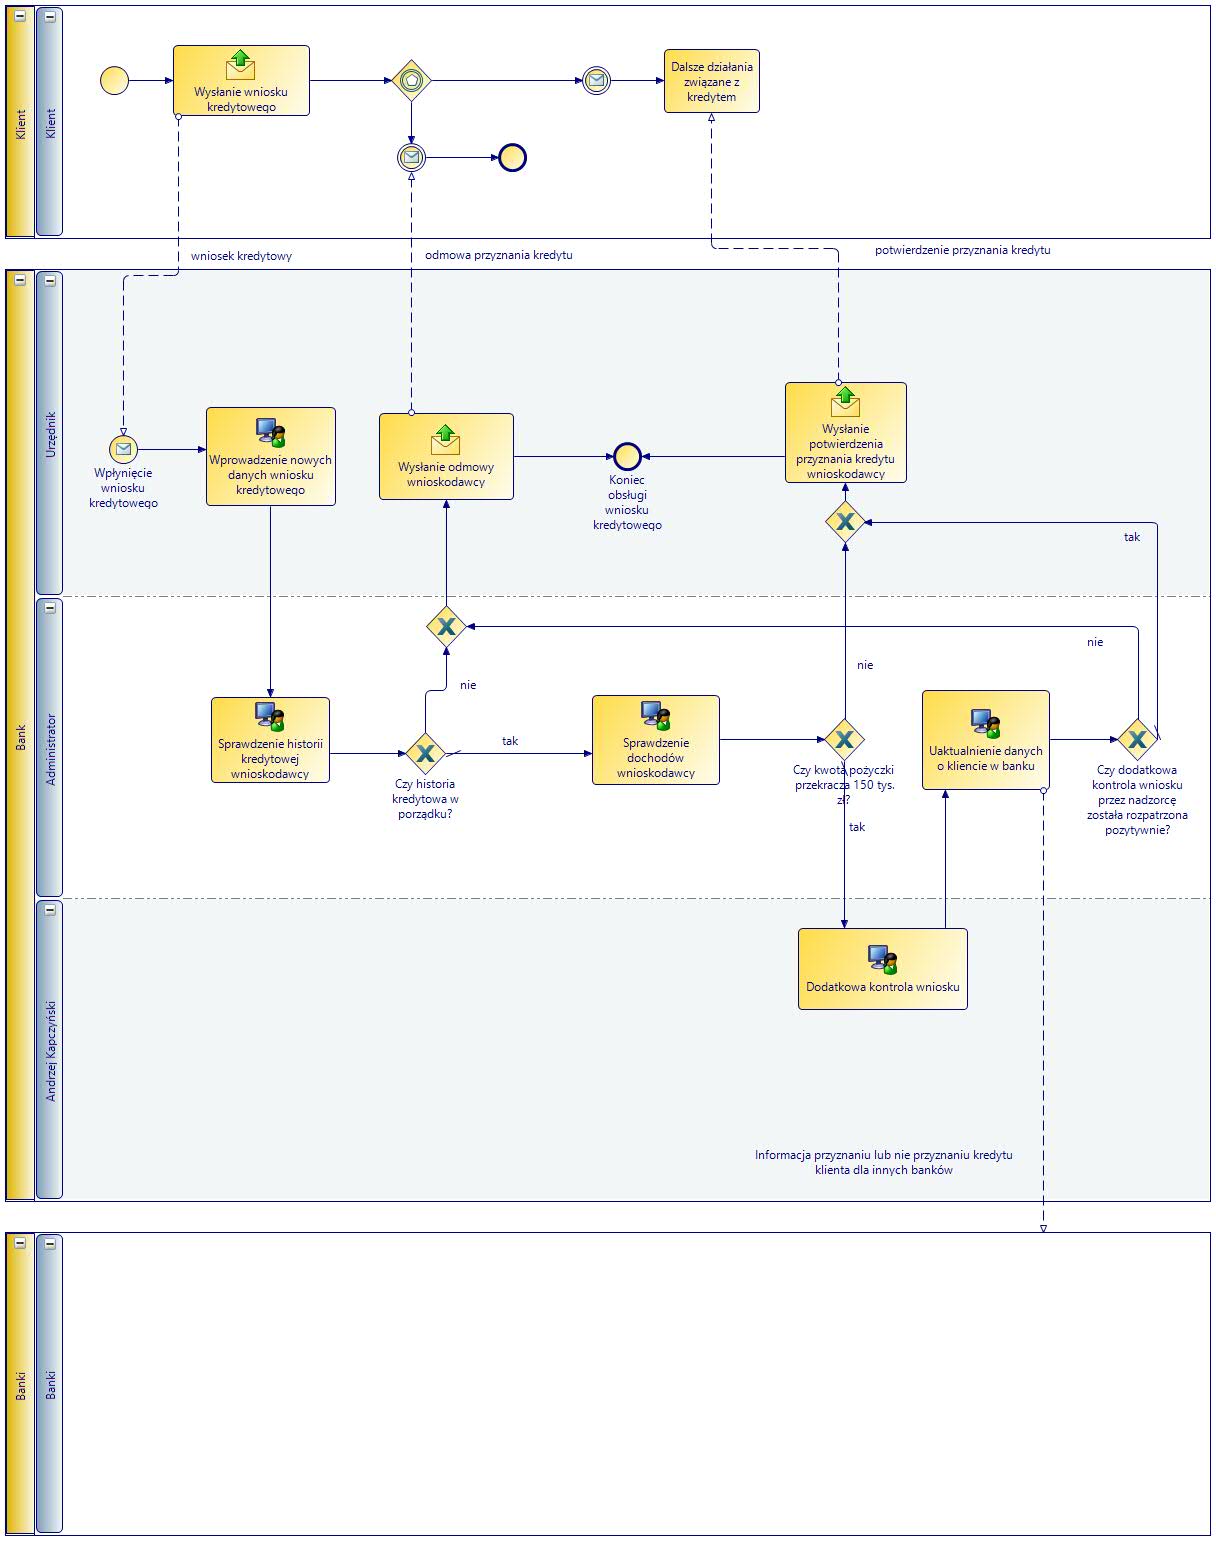 Klient
Klient
Wysłanie wniosku
kredytowego
Dalsze działania
związane z
kredytem
wniosek kredytowy
odmowa przyznania kredytu
potwierdzenie przyznania kredytu
Bank
Urzędnik
Wpłynięcie
wniosku
kredytowego
Wprowadzenie nowych
danych wniosku
kredytowego
Wysłanie odmowy
wnioskodawcy
Koniec
obsługi
wniosku
kredytowego
Wysłanie
potwierdzenia
przyznania kredytu
wnioskodawcy
tak
Administrator
nie
nie
nie
Sprawdzenie historii
kredytowej
wnioskodawcy
Czy historia
kredytowa w
porządku?
tak
Sprawdzenie
dochodów
wnioskodawcy
Czy kwota pożyczki
przekracza 150 tys.
zł?
tak
Uaktualnienie danych
o kliencie w banku
Czy dodatkowa
kontrola wniosku
przez nadzorcę
została rozpatrzona
pozytywnie?
Andrzej Kapczyński
Dodatkowa kontrola wniosku
Informacja przyznaniu lub nie przyznaniu kredytu
klienta dla innych banków
Banki
Banki